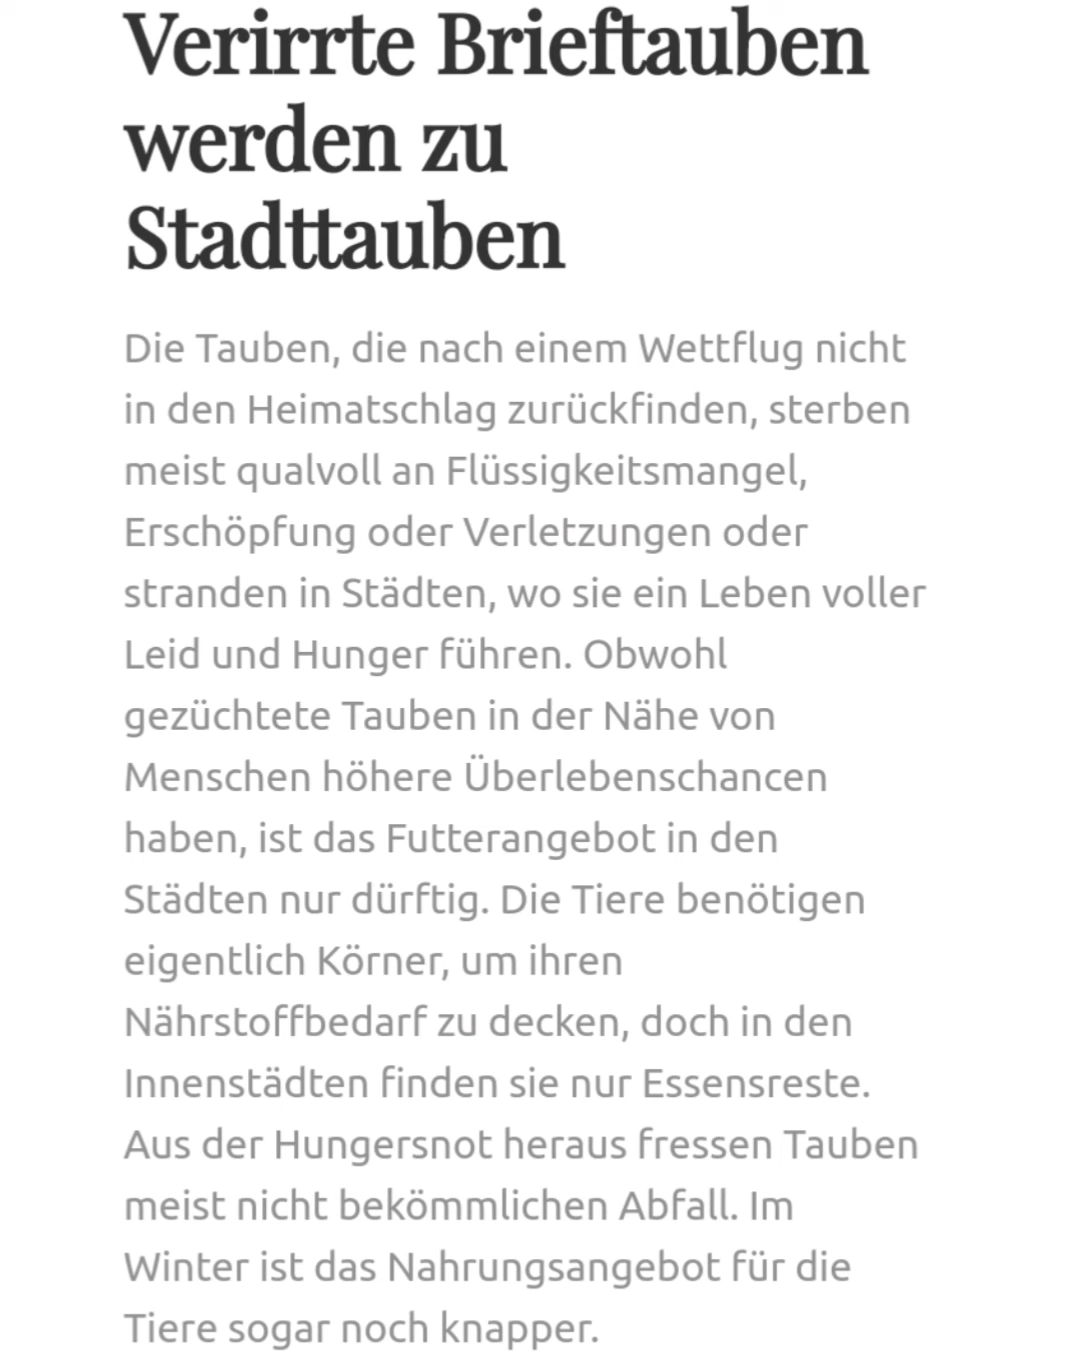 Verirrte Brieftauben
werden zu
Stadttauben
Die Tauben, die nach einem Wettflug nicht
in den Heimatschlag zurückfinden, sterben
meist qualvoll an Flüssigkeitsmangel,
Erschöpfung oder Verletzungen oder
stranden in Städten, wo sie ein Leben voller
Leid und Hunger führen. Obwohl
gezüchtete Tauben in der Nähe von
Menschen höhere Überlebenschancen
haben, ist das Futterangebot in den
Städten nur dürftig. Die Tiere benötigen
eigentlich Körner, um ihren
Nährstoffbedarf zu decken, doch in den
Innenstädten finden sie nur Essensreste.
Aus der Hungersnot heraus fressen Tauben
meist nicht bekömmlichen Abfall. Im
Winter ist das Nahrungsangebot für die
Tiere sogar noch knapper.